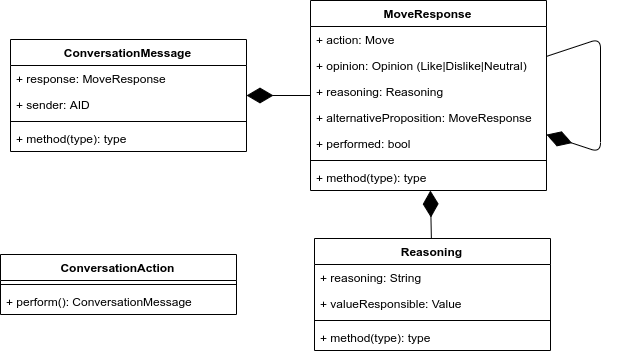 MoveResponse
+ action: Move
+ opinion: Opinion (Like|Dislike|Neutral)
+ reasoning: Reasoning
+ alternativeProposition: MoveResponse
+ performed: bool
+ method(type): type
ConversationMessage
+ response: MoveResponse
+ sender: AID
+ method(type): type
ConversationAction
+ perform(): ConversationMessage
Reasoning
+ reasoning: String
+ valueResponsible: Value
+ method(type): type